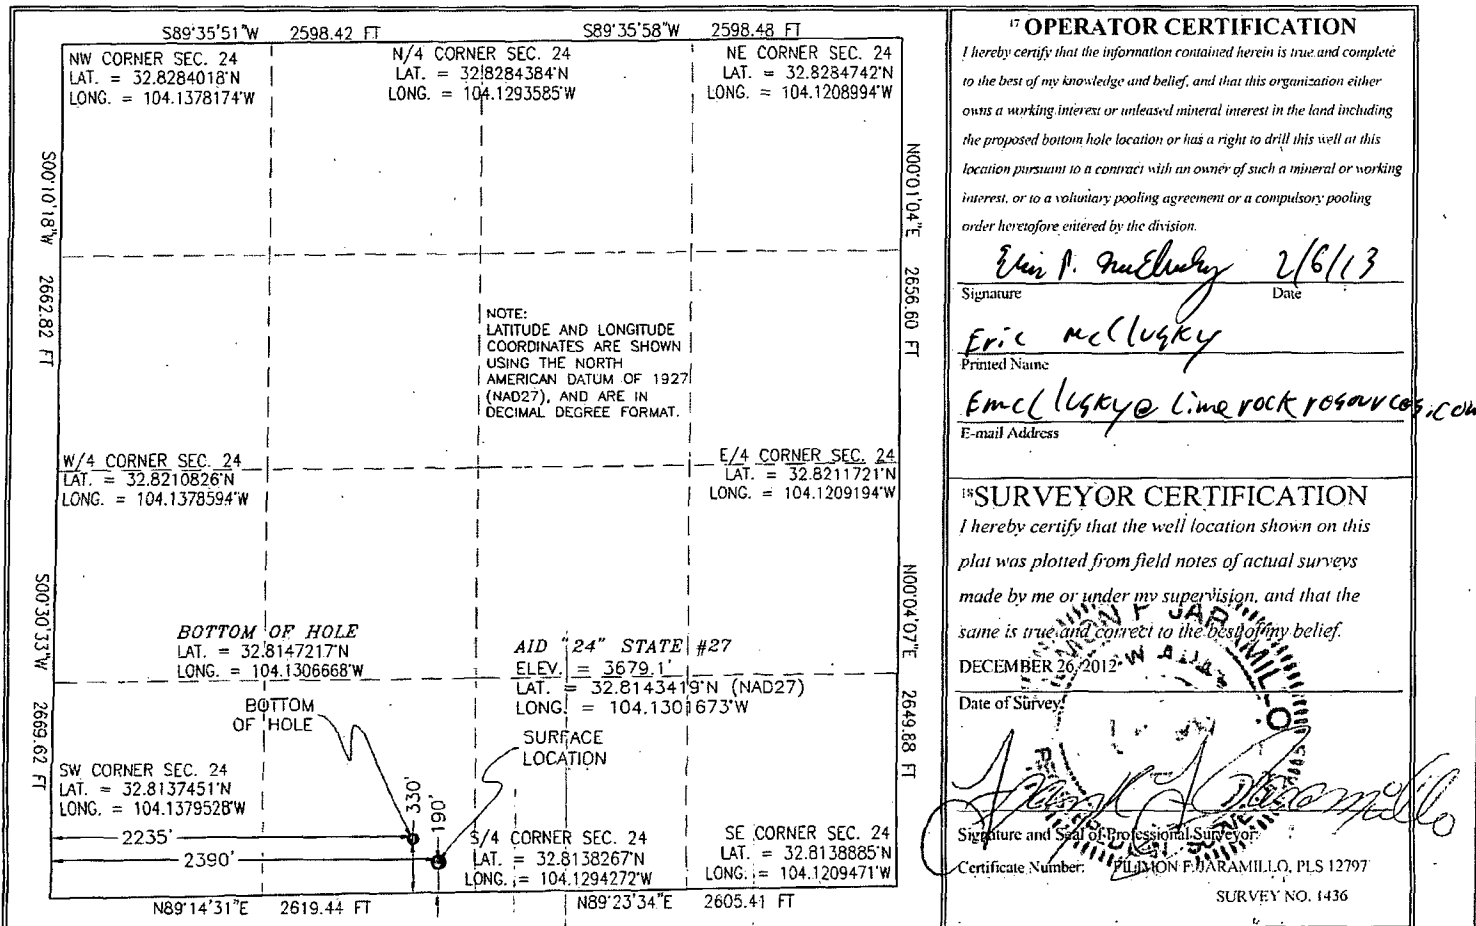 S89°35'51"W 2598.42 FT
S89°35'58"W 2598.48 FT
NW CORNER SEC. 24
LAT. = 32.8284018°N
LONG. = 104.1378174°W
N/4 CORNER SEC. 24
LAT. = 32.8284384°N
LONG. = 104.1293585°W
NE CORNER SEC. 24
LAT. = 32.8284742°N
LONG. = 104.1208994°W
S00°10'18"W 2662.82 FT
N00°01'04"E 2656.60 FT
NOTE:
LATITUDE AND LONGITUDE
COORDINATES ARE SHOWN
USING THE NORTH
AMERICAN DATUM OF 1927
(NAD27), AND ARE IN
DECIMAL DEGREE FORMAT.
W/4 CORNER SEC. 24
LAT. = 32.8210826°N
LONG. = 104.1378594°W
E/4 CORNER SEC. 24
LAT. = 32.8211721°N
LONG. = 104.1209194°W
S00°30'33"W 2669.62 FT
N00°04'07"E 2649.88 FT
BOTTOM OF HOLE
LAT. = 32.8147217°N
LONG. = 104.1306668°W
AID "24" STATE #27
ELEV. = 3679.1'
LAT. = 32.8143419°N (NAD27)
LONG. = 104.1301673°W
BOTTOM
OF HOLE
SURFACE
LOCATION
SW CORNER SEC. 24
LAT. = 32.8137451°N
LONG. = 104.1379528°W
330'
190'
2235'
2390'
S/4 CORNER SEC. 24
LAT. = 32.8138267°N
LONG. = 104.1294272°W
SE CORNER SEC. 24
LAT. = 32.8138885°N
LONG. = 104.1209471°W
N89°14'31"E 2619.44 FT
N89°23'34"E 2605.41 FT
17 OPERATOR CERTIFICATION
I hereby certify that the information contained herein is true and complete
to the best of my knowledge and belief, and that this organization either
owns a working interest or unleased mineral interest in the land including
the proposed bottom hole location or has a right to drill this well at this
location pursuant to a contract with an owner of such a mineral or working
interest, or to a voluntary pooling agreement or a compulsory pooling
order heretofore entered by the division.
2/6/13
Signature Date
Eric McClusky
Printed Name
Emcclusky@limerockresources.com
E-mail Address
18 SURVEYOR CERTIFICATION
I hereby certify that the well location shown on this
plat was plotted from field notes of actual surveys
made by me or under my supervision, and that the
same is true and correct to the best of my belief.
DECEMBER 26, 2012
Date of Survey
Signature and Seal of Professional Surveyor:
Certificate Number: FILIMON F. JARAMILLO, PLS 12797
SURVEY NO. 1436